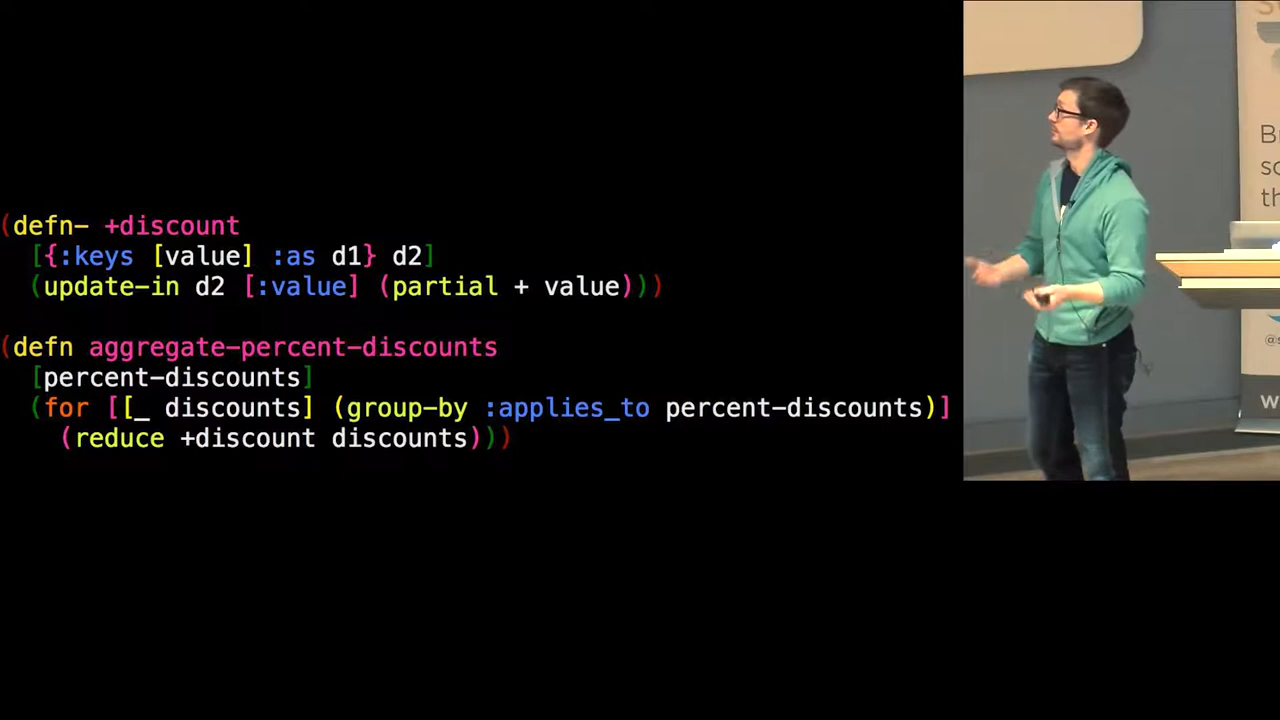 (defn- +discount
  [{:keys [value] :as d1} d2]
  (update-in d2 [:value] (partial + value)))
(defn aggregate-percent-discounts
  [percent-discounts]
  (for [[_ discounts] (group-by :applies_to percent-discounts)]
    (reduce +discount discounts)))